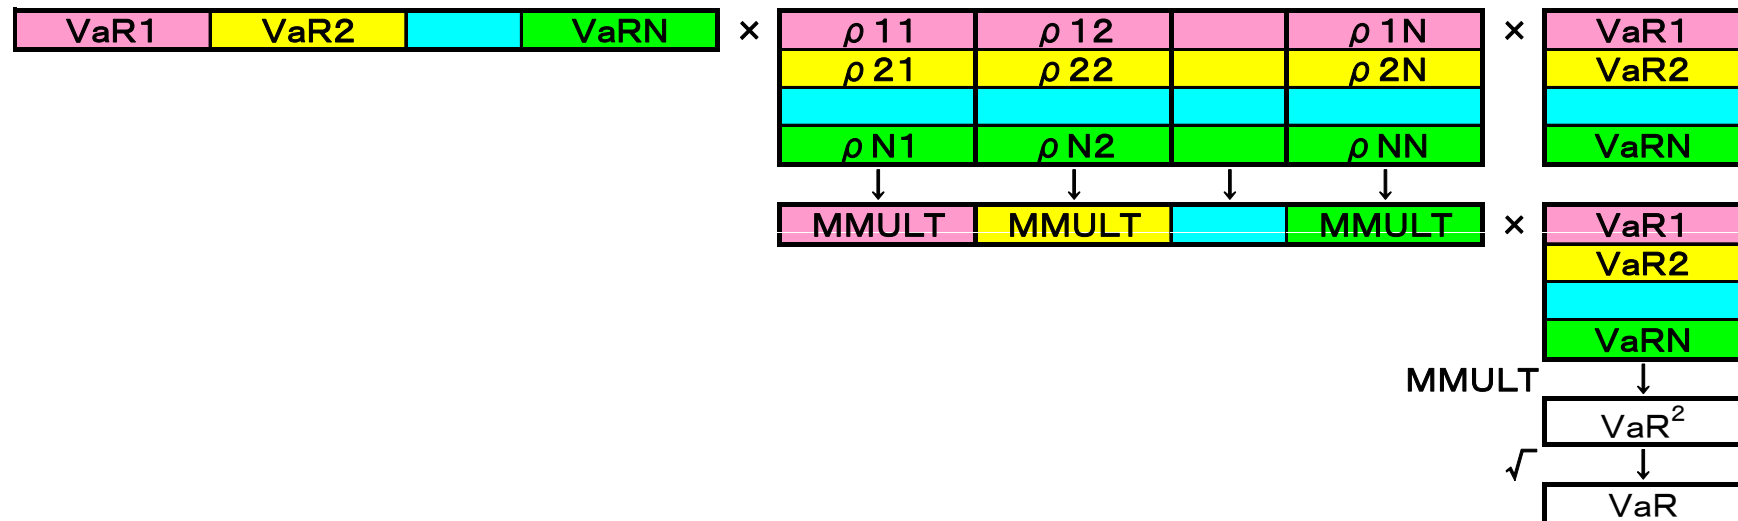 VaR1 VaR2 VaRN × ρ11 ρ12 ρ1N × VaR1
ρ21 ρ22 ρ2N VaR2
ρN1 ρN2 ρNN VaRN
↓ ↓ ↓ ↓
MMULT MMULT MMULT × VaR1
VaR2
VaRN
MMULT ↓
VaR²
√ ↓
VaR